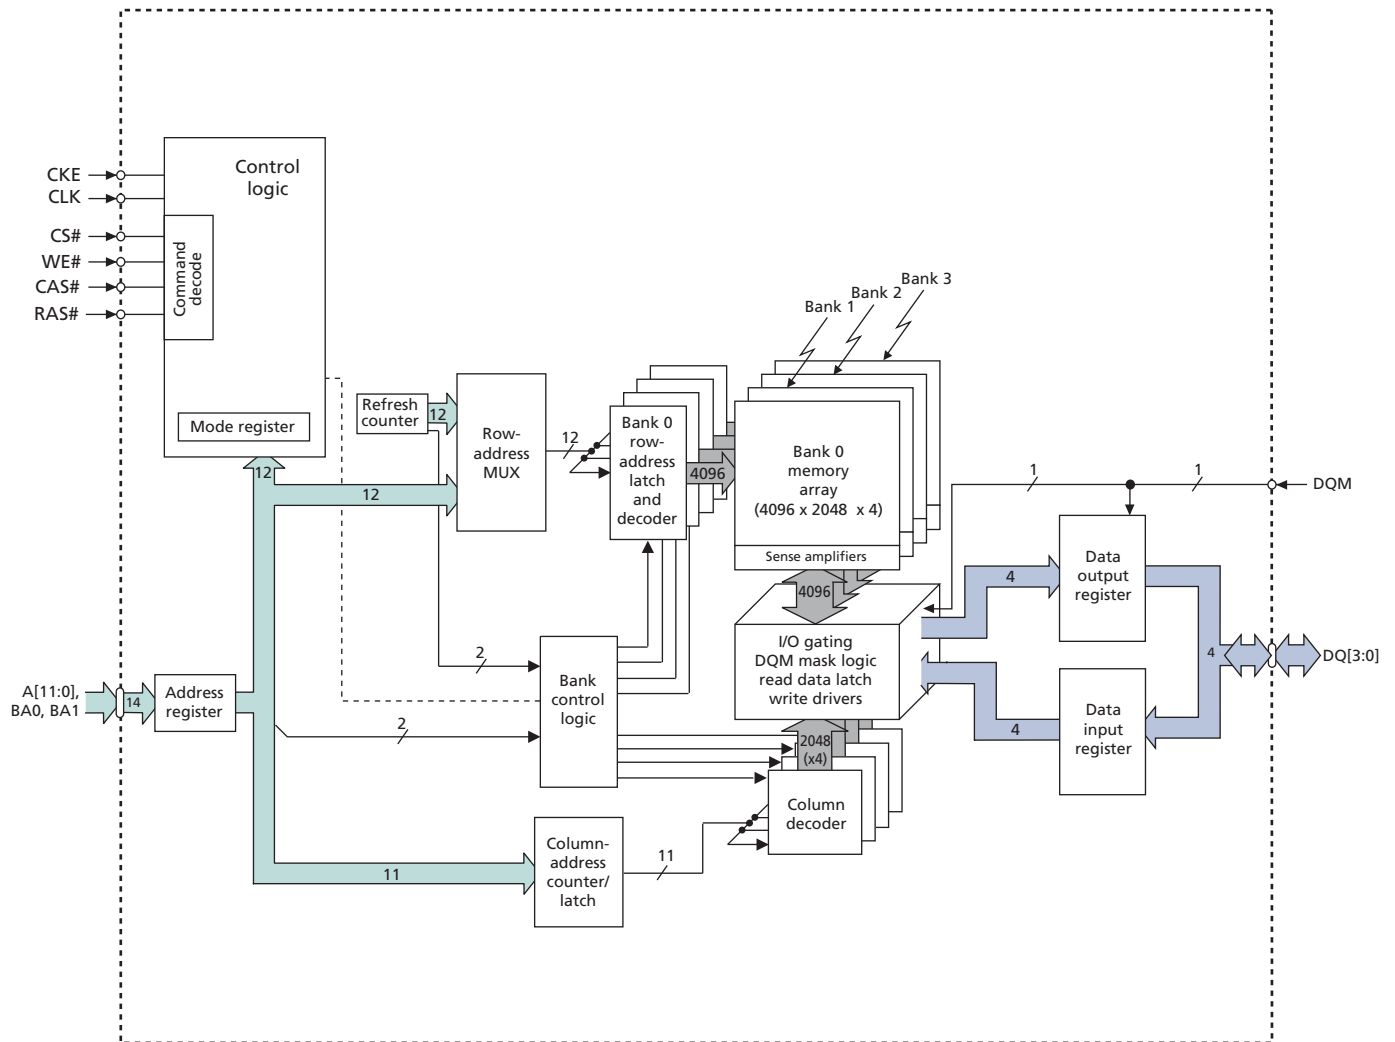 Control
logic
CKE
CLK
CS#
WE#
CAS#
RAS#
Command
decode
Mode register
12
Bank 3
Bank 2
Bank 1
Refresh
counter
12
12
Row-
address
MUX
12
Bank 0
row-
address
latch
and
decoder
4096
Bank 0
memory
array
(4096 x 2048 x 4)
Sense amplifiers
4096
1
1
DQM
4
Data
output
register
I/O gating
DQM mask logic
read data latch
write drivers
4
DQ[3:0]
4
Data
input
register
2
2
Bank
control
logic
A[11:0],
BA0, BA1
14
Address
register
2048
(x4)
Column
decoder
11
Column-
address
counter/
latch
11